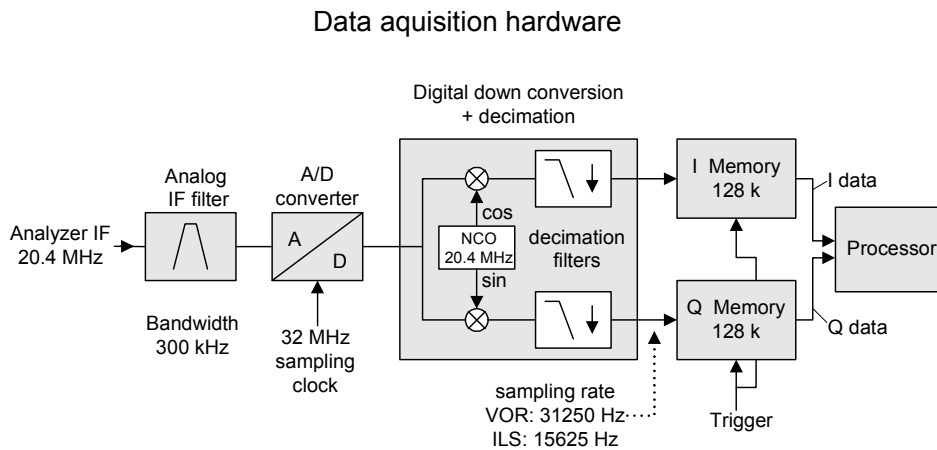 Data aquisition hardware
Digital down conversion
+ decimation
Analog
IF filter
A/D
converter
I Memory
128 k
I data
cos
Analyzer IF
20.4 MHz
A
D
NCO
20.4 MHz
decimation
filters
Processor
sin
Q Memory
128 k
Q data
Bandwidth
300 kHz
32 MHz
sampling
clock
sampling rate
VOR: 31250 Hz
ILS: 15625 Hz
Trigger